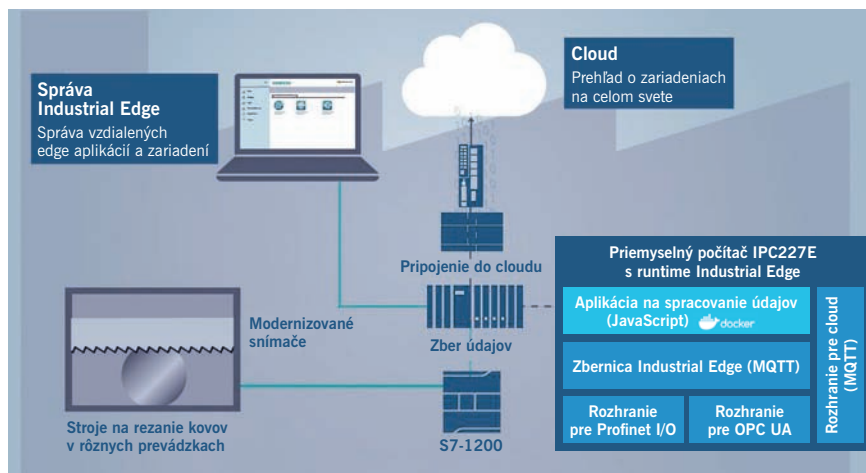 Správa
Industrial Edge
Správa vzdialených
edge aplikácií a zariadení
Cloud
Prehľad o zariadeniach
na celom svete
Pripojenie do cloudu
Modernizované
snímače
Zber údajov
Stroje na rezanie kovov
v rôznych prevádzkach
S7-1200
Priemyselný počítač IPC227E
s runtime Industrial Edge
Aplikácia na spracovanie údajov
(JavaScript) docker
Zbernica Industrial Edge (MQTT)
Rozhranie
pre Profinet I/O
Rozhranie
pre OPC UA
Rozhranie pre cloud
(MQTT)